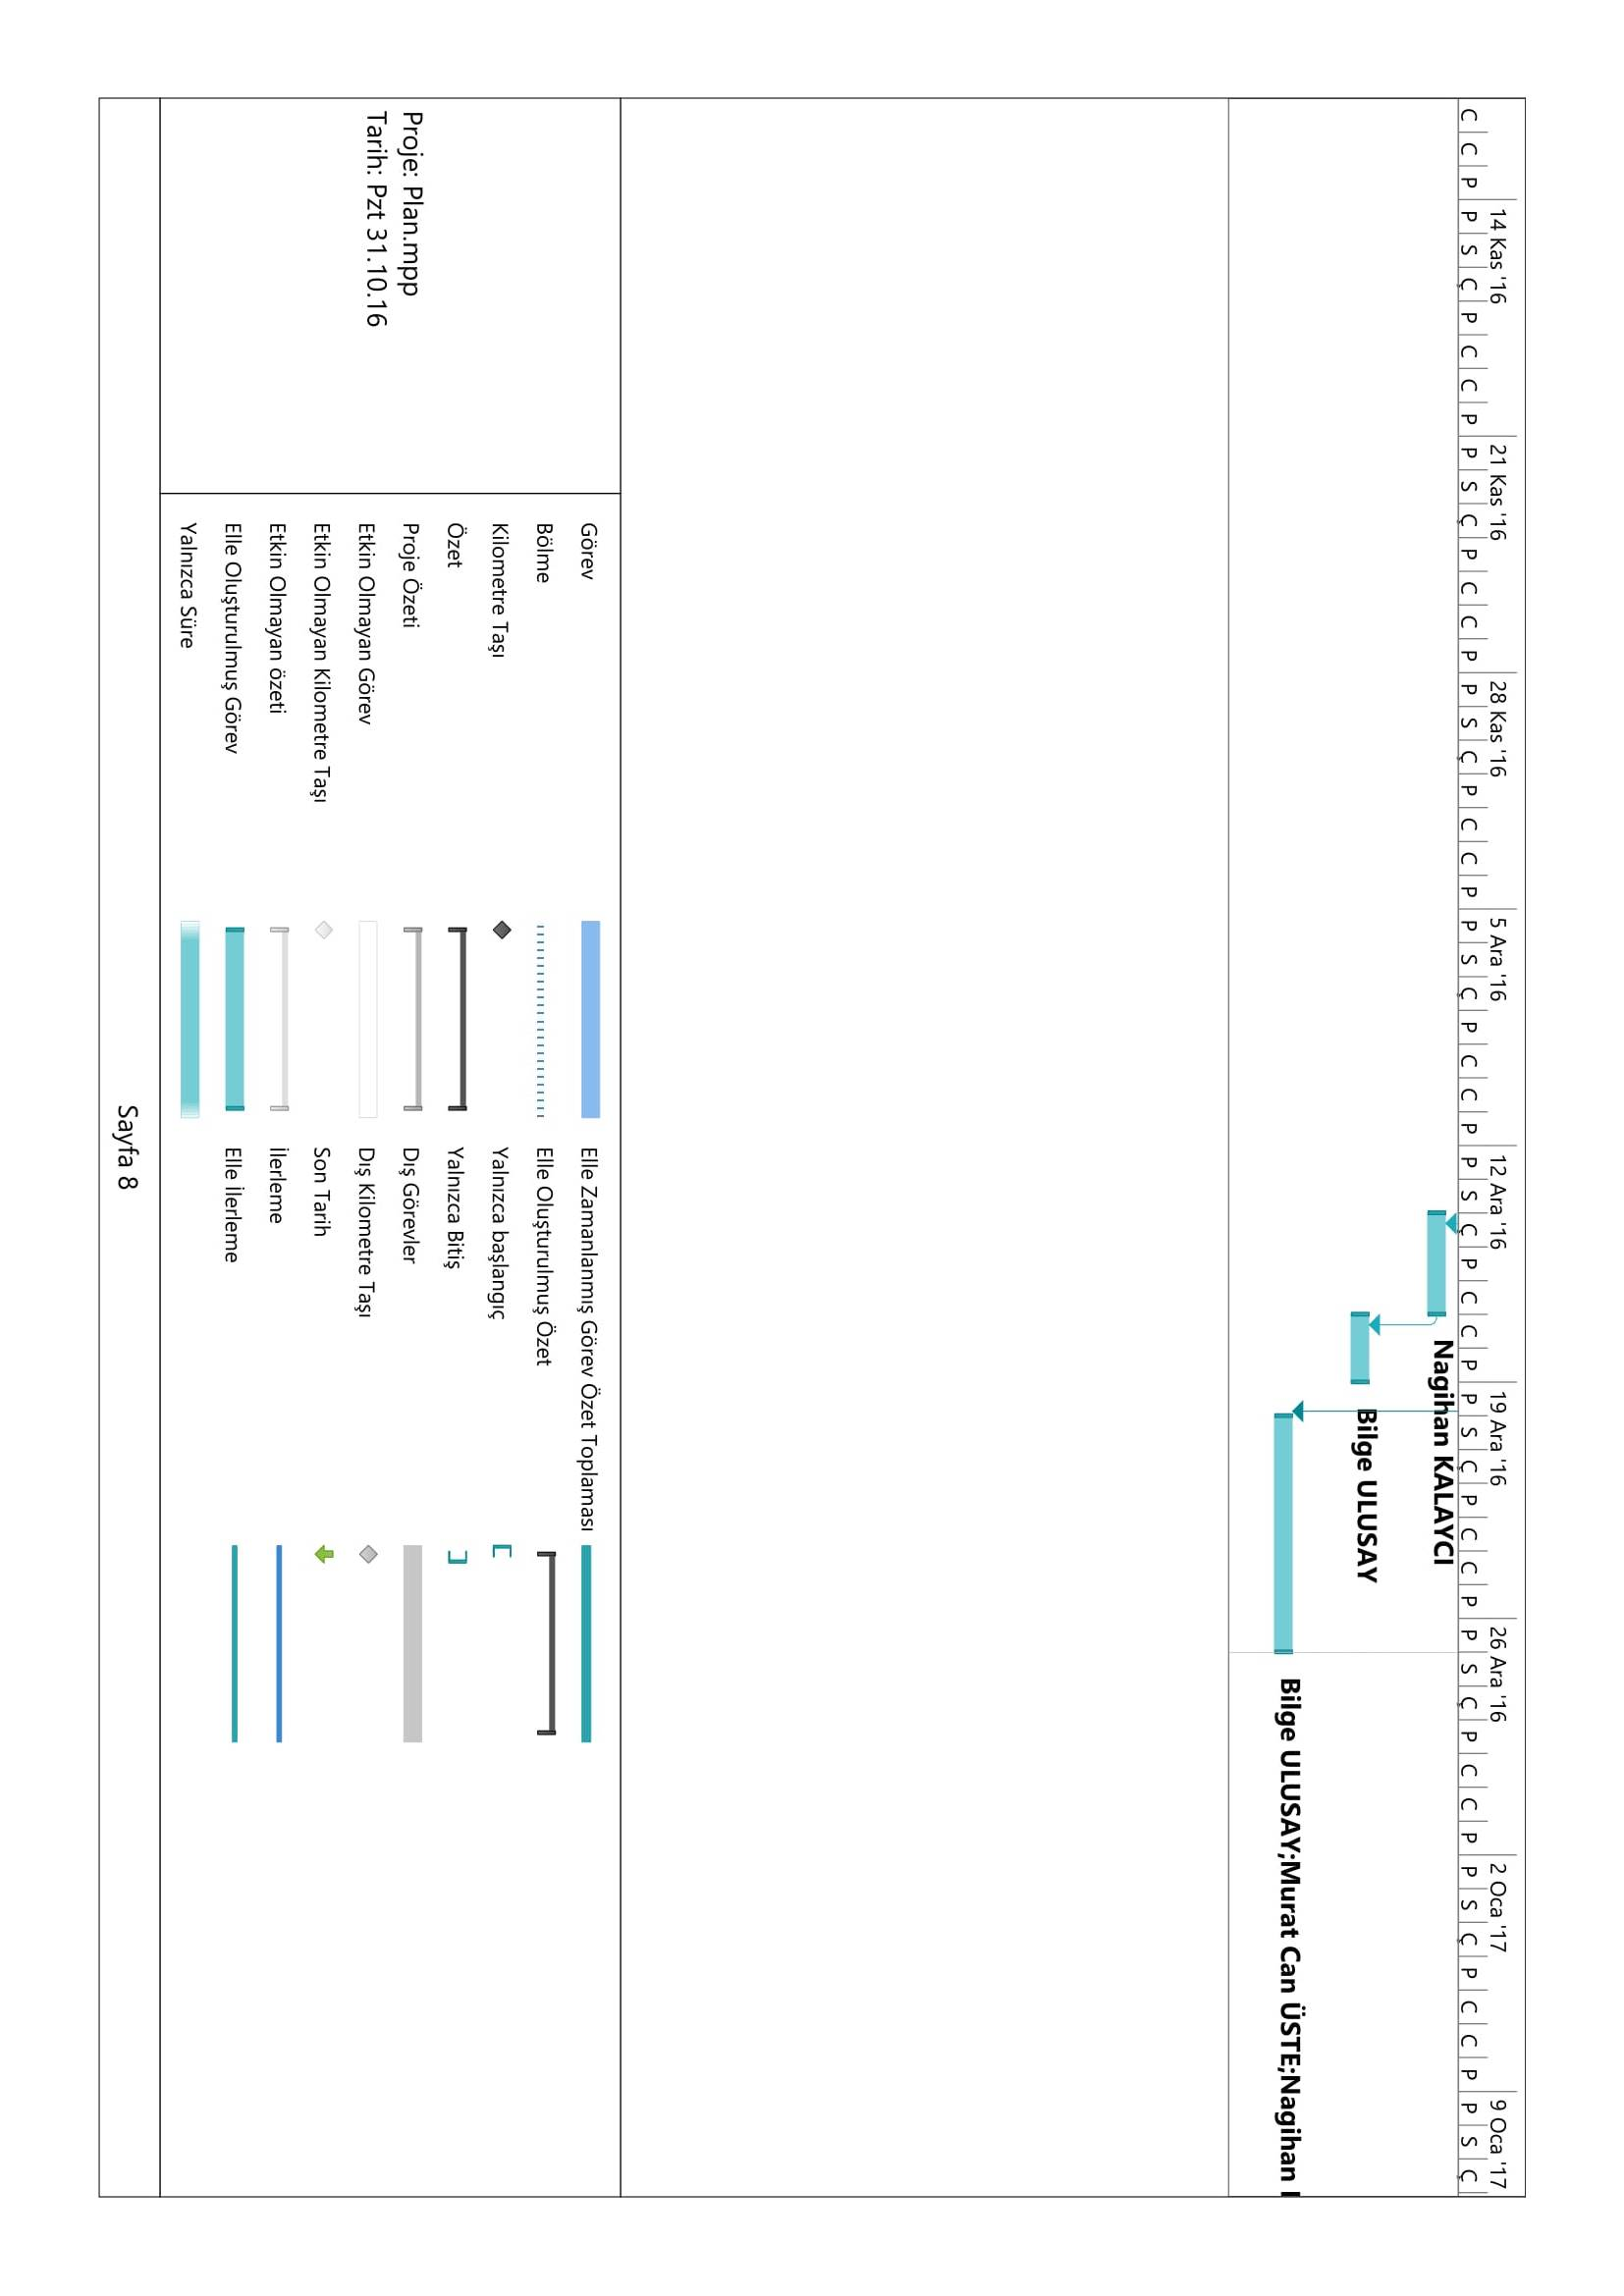 14 Kas '16 21 Kas '16 28 Kas '16 5 Ara '16 12 Ara '16 19 Ara '16 26 Ara '16 2 Oca '17 9 Oca '17
C C P P S Ç P C C P P S Ç P C C P P S Ç P C C P P S Ç P C C P P S Ç P C C P P S Ç P C C P P S Ç P C C P P S Ç P C C P P S Ç
Nagihan KALAYCI
Bilge ULUSAY
Bilge ULUSAY;Murat Can ÜSTE;Nagihan
Proje: Plan.mpp
Tarih: Pzt 31.10.16
Görev
Bölme
Kilometre Taşı
Özet
Proje Özeti
Etkin Olmayan Görev
Etkin Olmayan Kilometre Taşı
Etkin Olmayan özeti
Elle Oluşturulmuş Görev
Yalnızca Süre
Elle Zamanlanmış Görev Özet Toplaması
Elle Oluşturulmuş Özet
Yalnızca başlangıç
Yalnızca Bitiş
Dış Görevler
Dış Kilometre Taşı
Son Tarih
İlerleme
Elle İlerleme
Sayfa 8